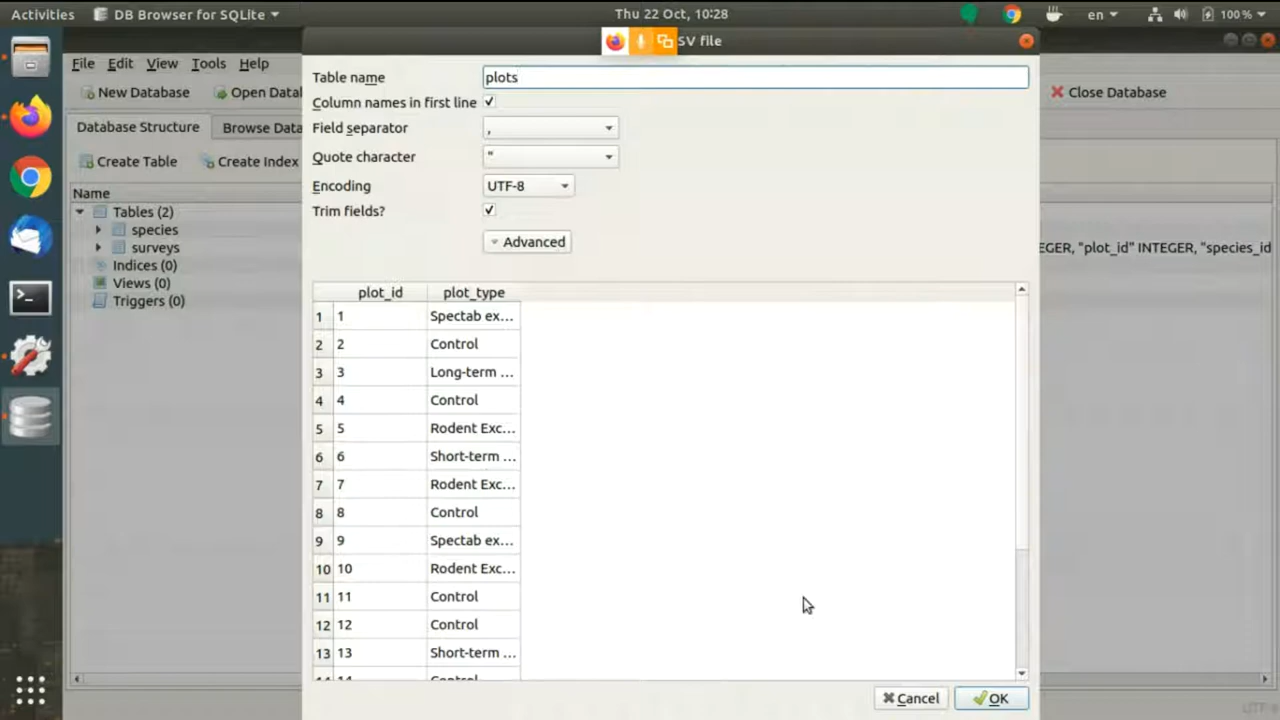 Activities DB Browser for SQLite Thu 22 Oct, 10:28 en 100 %
SV file
File Edit View Tools Help
New Database Open Datal Close Database
Database Structure Browse Data
Create Table Create Index
Name
Tables (2)
species
surveys EGER, "plot_id" INTEGER, "species_id
Indices (0)
Views (0)
Triggers (0)
Table name plots
Column names in first line
Field separator ,
Quote character "
Encoding UTF-8
Trim fields?
Advanced
plot_id plot_type
1 1 Spectab ex...
2 2 Control
3 3 Long-term ...
4 4 Control
5 5 Rodent Exc...
6 6 Short-term ...
7 7 Rodent Exc...
8 8 Control
9 9 Spectab ex...
10 10 Rodent Exc...
11 11 Control
12 12 Control
13 13 Short-term ...
14 14 Control
Cancel OK